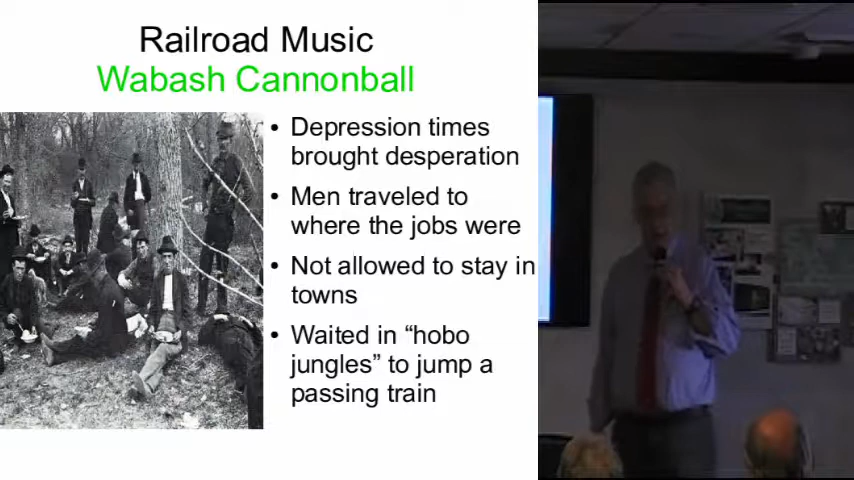 Railroad Music
Wabash Cannonball
• Depression times
brought desperation
• Men traveled to
where the jobs were
• Not allowed to stay in
towns
• Waited in “hobo
jungles” to jump a
passing train